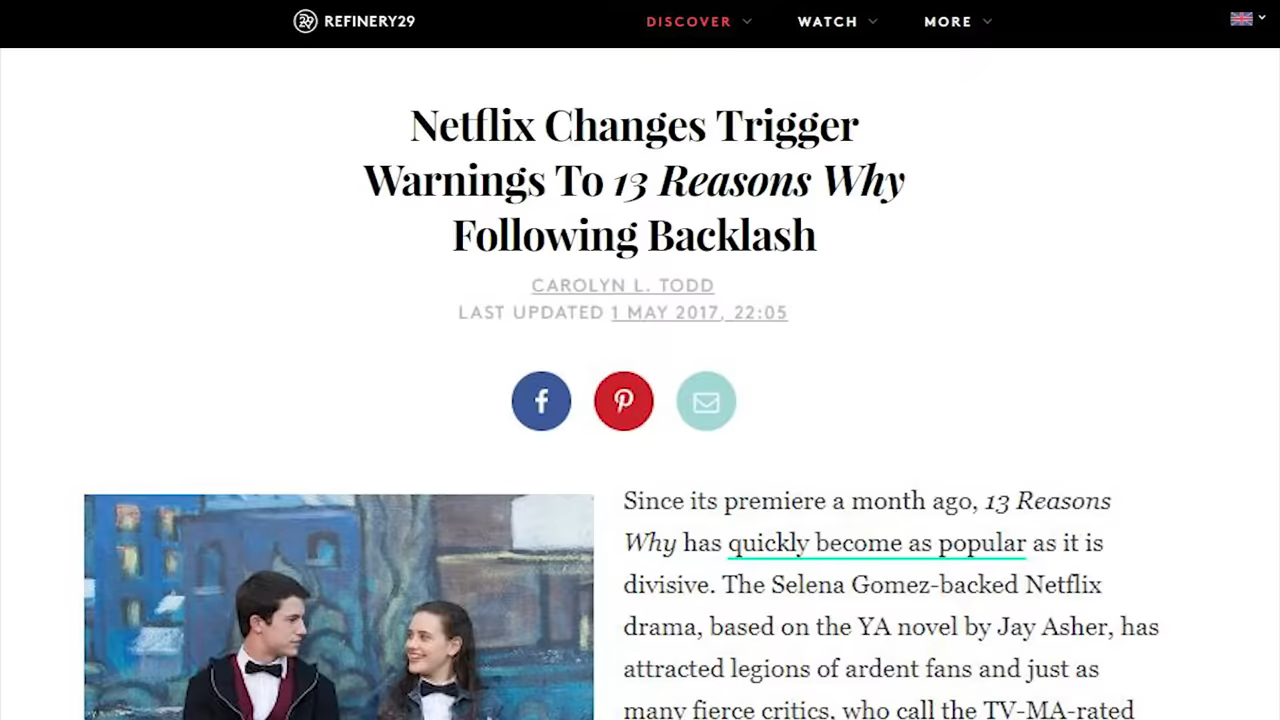 REFINERY29
DISCOVER
WATCH
MORE
Netflix Changes Trigger
Warnings To 13 Reasons Why
Following Backlash
CAROLYN L. TODD
LAST UPDATED 1 MAY 2017, 22:05
Since its premiere a month ago, 13 Reasons
Why has quickly become as popular as it is
divisive. The Selena Gomez-backed Netflix
drama, based on the YA novel by Jay Asher, has
attracted legions of ardent fans and just as
many fierce critics, who call the TV-MA-rated